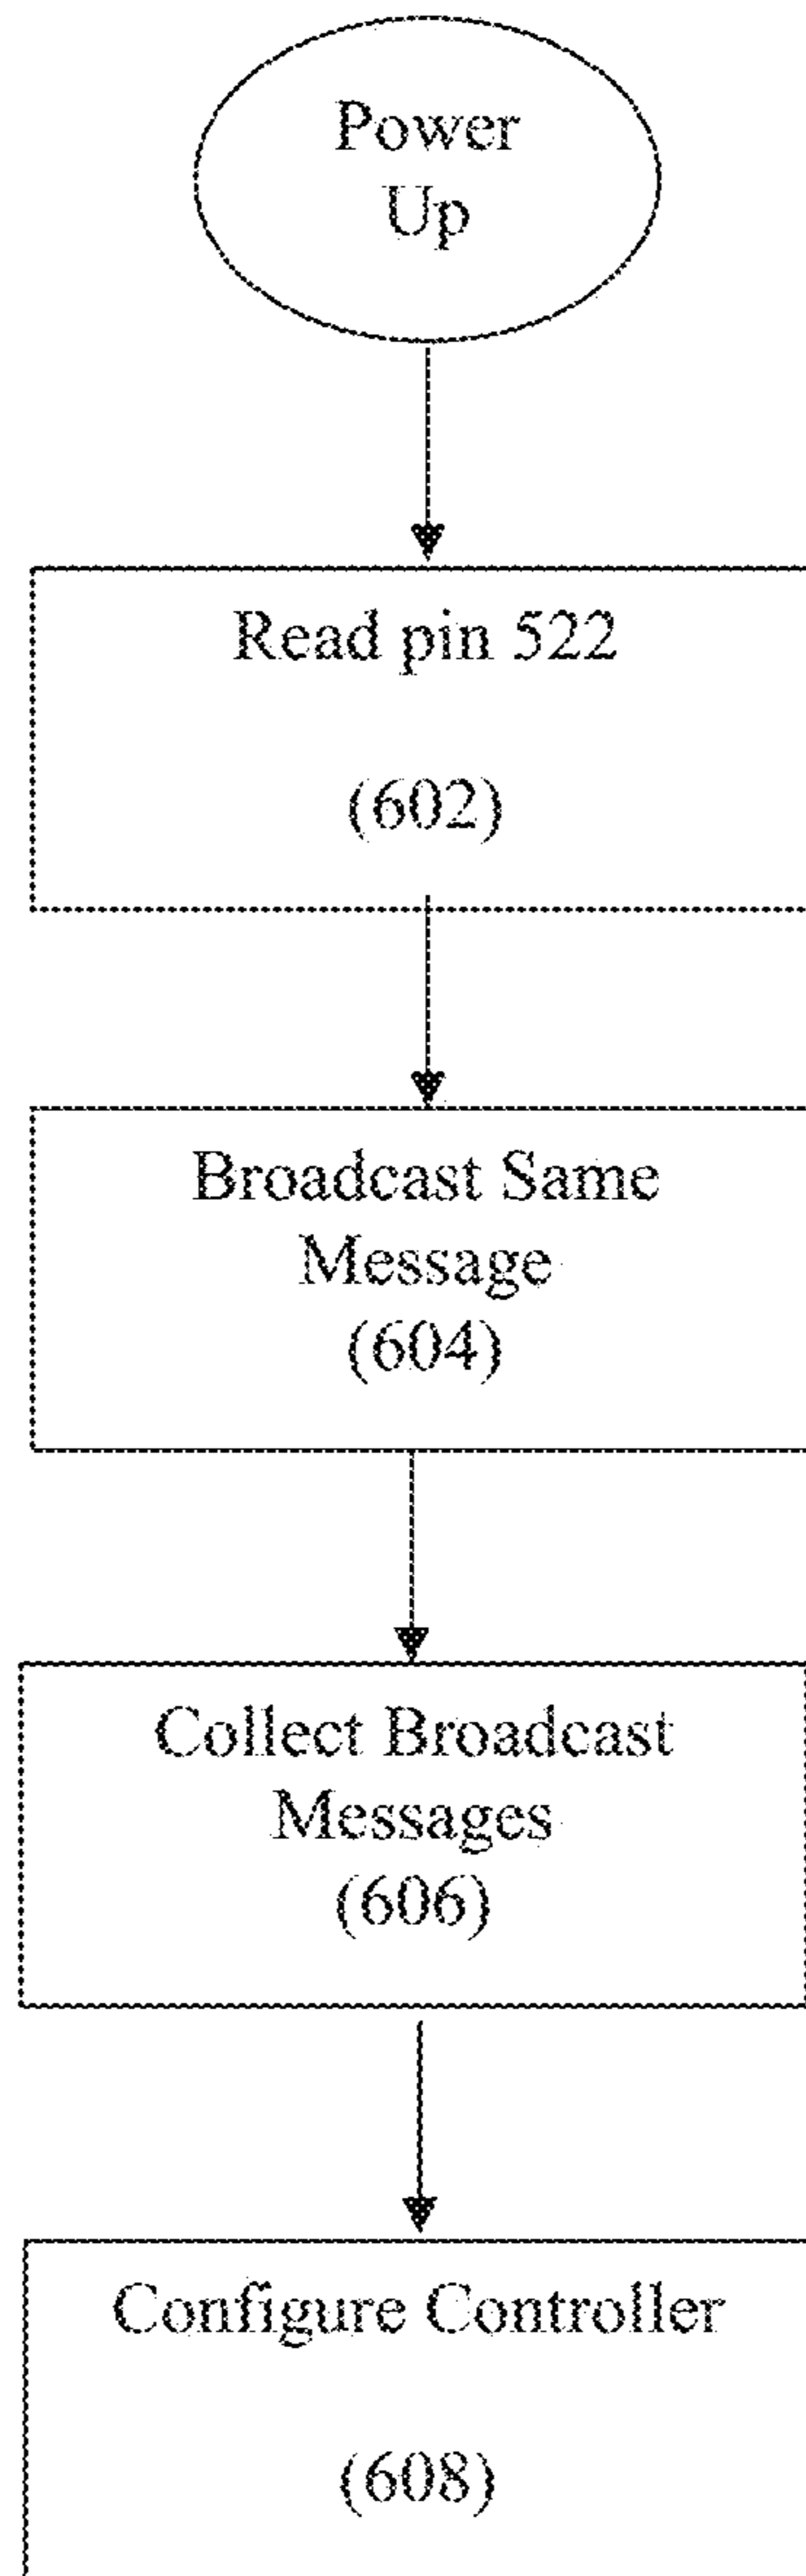 Power
Up
Read pin 522
(602)
Broadcast Same
Message
(604)
Collect Broadcast
Messages
(606)
Configure Controller
(608)